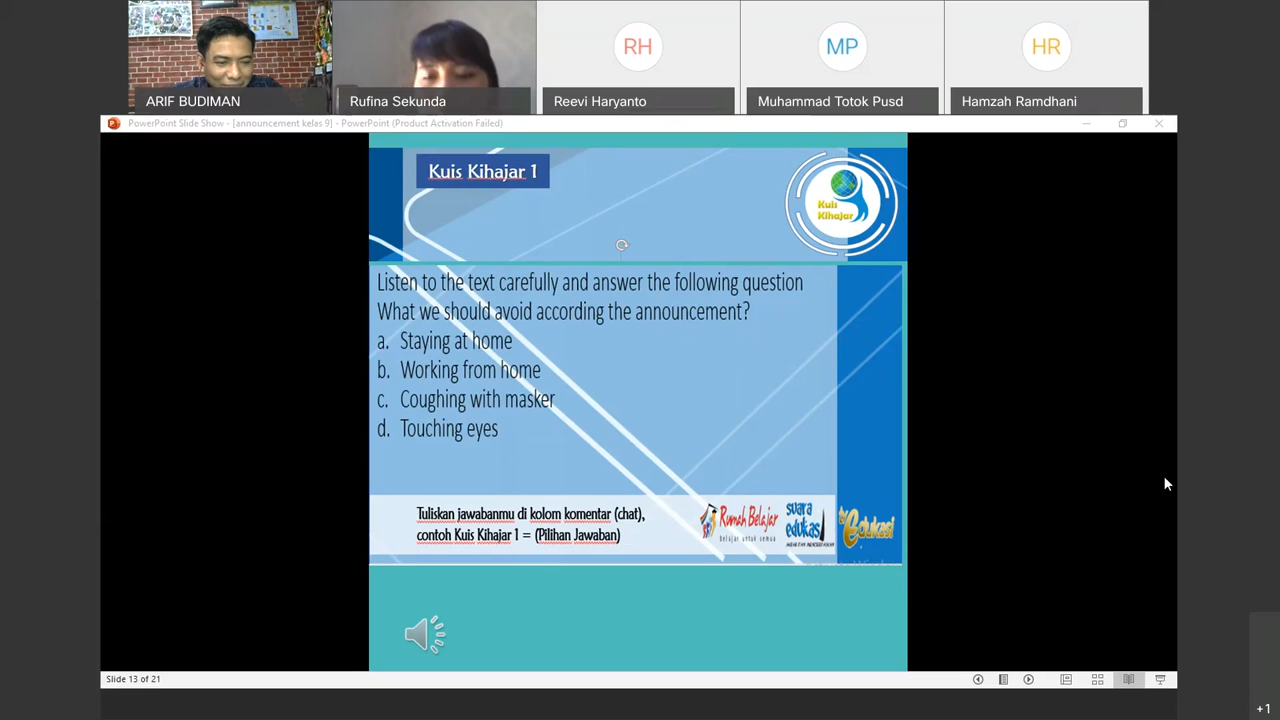 RH
MP
HR
ARIF BUDIMAN
Rufina Sekunda
Reevi Haryanto
Muhammad Totok Pusd
Hamzah Ramdhani
PowerPoint Slide Show - [announcement kelas 9] - PowerPoint (Product Activation Failed)
Kuis Kihajar 1
Kuis
Kihajar
Listen to the text carefully and answer the following question
What we should avoid according the announcement?
a. Staying at home
b. Working from home
c. Coughing with masker
d. Touching eyes
Tuliskan jawabanmu di kolom komentar (chat),
contoh Kuis Kihajar 1 = (Pilihan Jawaban)
Rumah Belajar
belajar untuk semua
suara
edukasi
Edukasi
Slide 13 of 21
+1